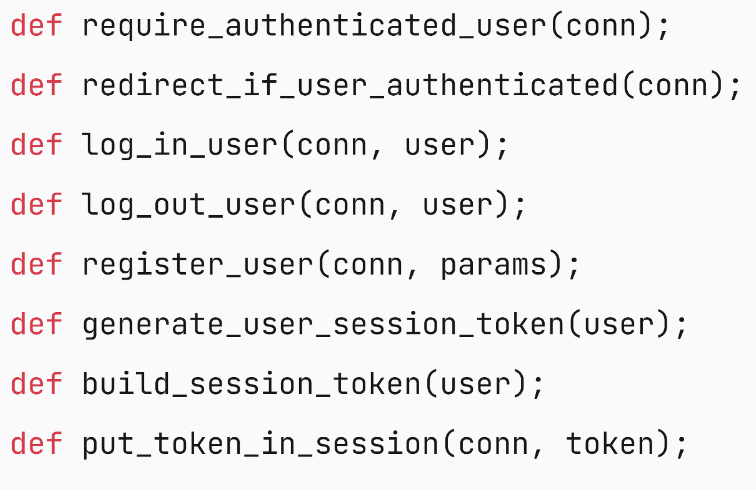 def require_authenticated_user(conn);
def redirect_if_user_authenticated(conn);
def log_in_user(conn, user);
def log_out_user(conn, user);
def register_user(conn, params);
def generate_user_session_token(user);
def build_session_token(user);
def put_token_in_session(conn, token);